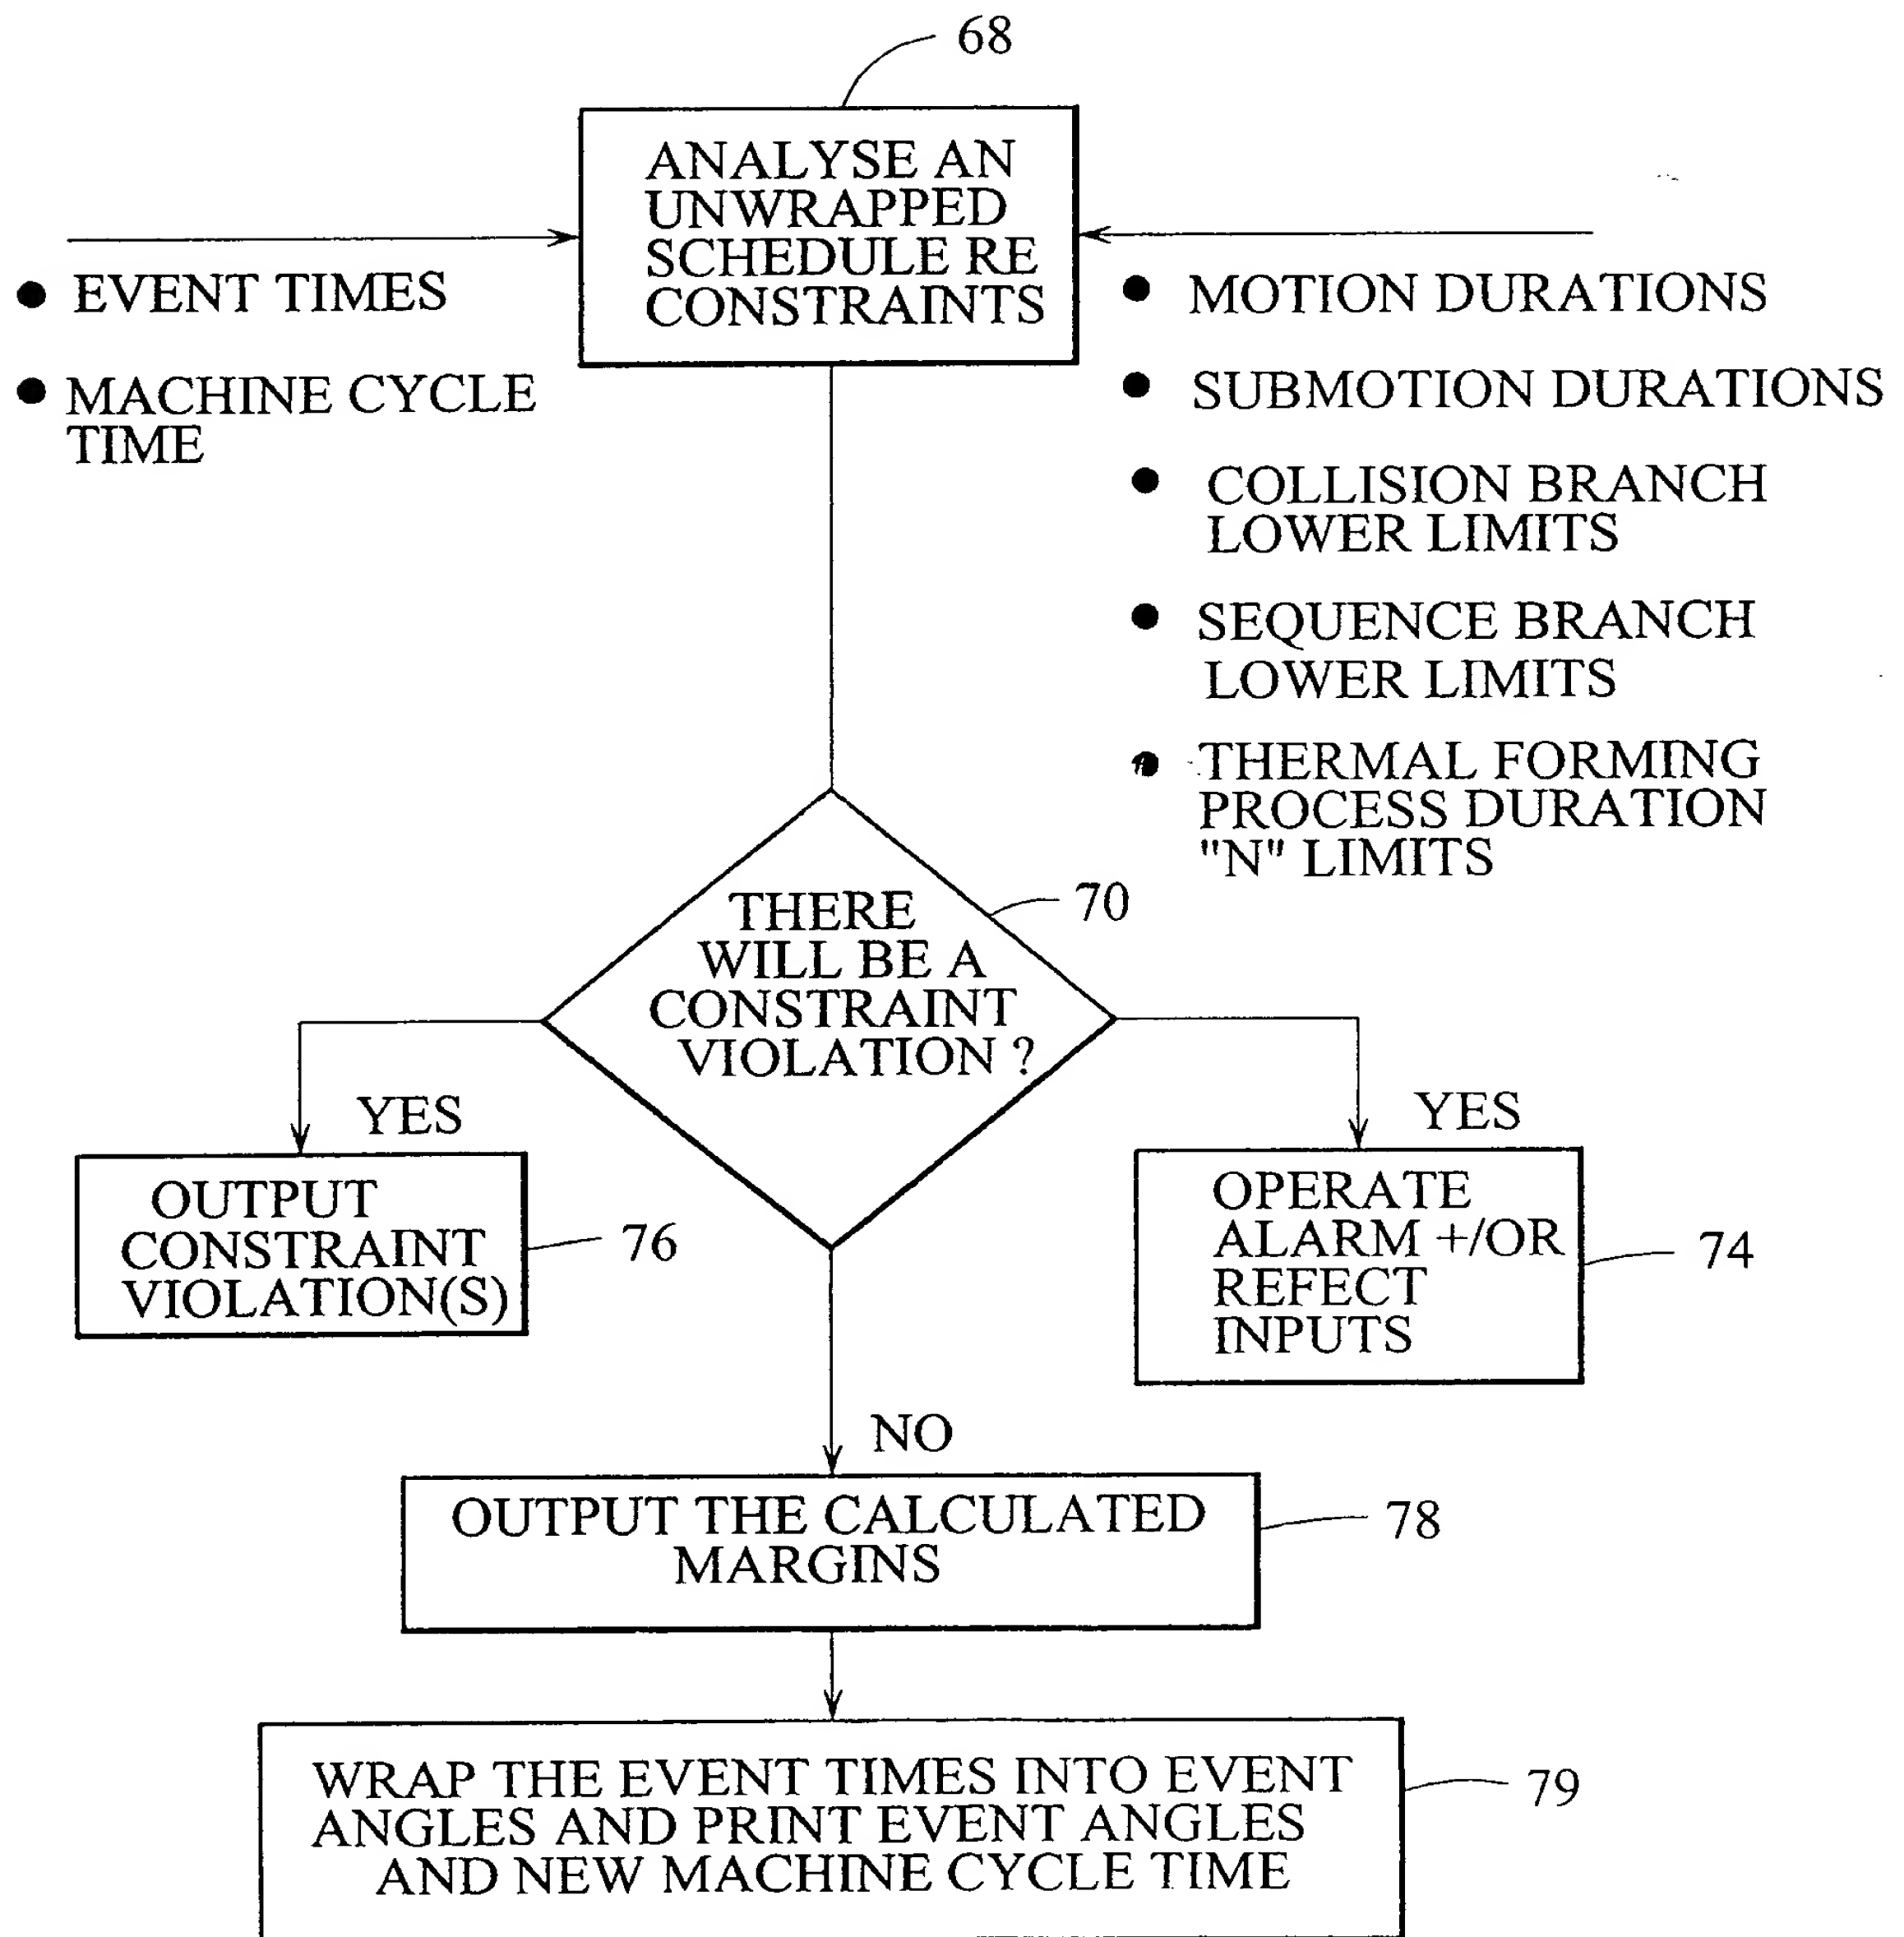 68
ANALYSE AN
UNWRAPPED
SCHEDULE RE
CONSTRAINTS
● EVENT TIMES
● MACHINE CYCLE
TIME
● MOTION DURATIONS
● SUBMOTION DURATIONS
● COLLISION BRANCH
LOWER LIMITS
● SEQUENCE BRANCH
LOWER LIMITS
● THERMAL FORMING
PROCESS DURATION
"N" LIMITS
THERE
WILL BE A
CONSTRAINT
VIOLATION ?
70
YES
YES
OUTPUT
CONSTRAINT
VIOLATION(S)
76
OPERATE
ALARM +/OR
REFECT
INPUTS
74
NO
OUTPUT THE CALCULATED
MARGINS
78
WRAP THE EVENT TIMES INTO EVENT
ANGLES AND PRINT EVENT ANGLES
AND NEW MACHINE CYCLE TIME
79